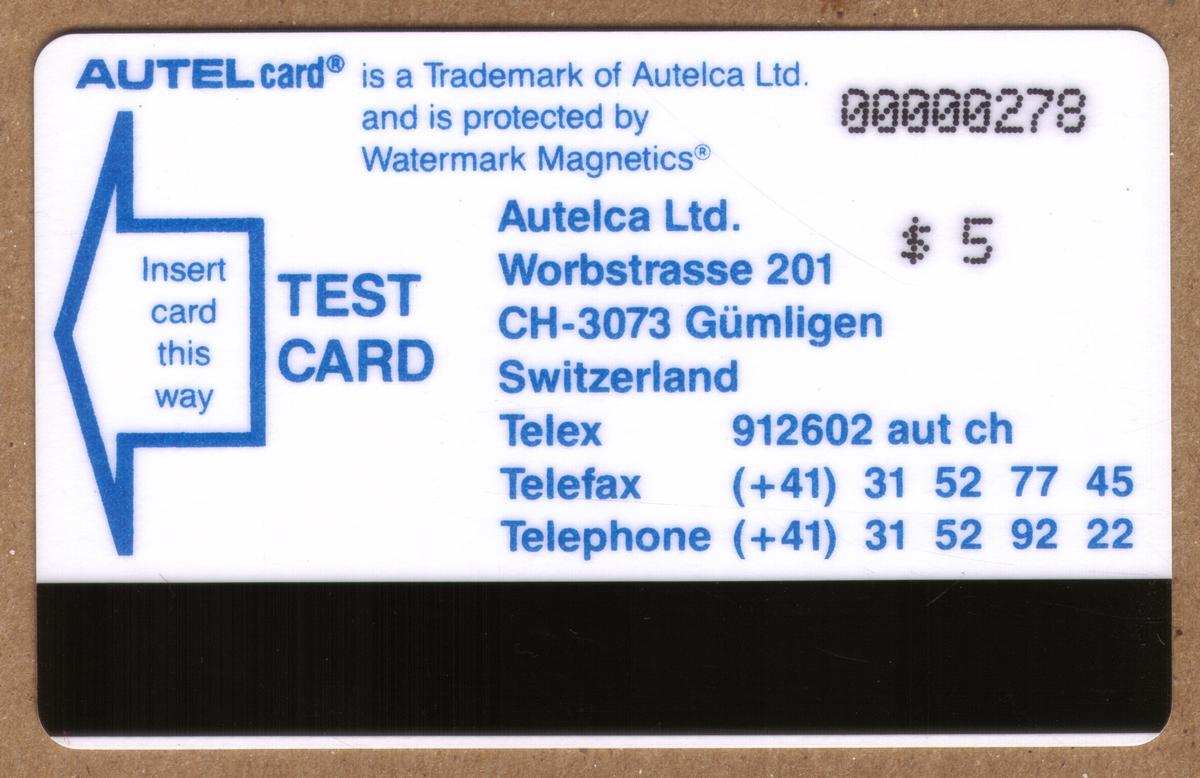 AUTELcard® is a Trademark of Autelca Ltd.
and is protected by
Watermark Magnetics®
00000278
$ 5
Insert
card
this
way
TEST
CARD
Autelca Ltd.
Worbstrasse 201
CH-3073 Gümligen
Switzerland
Telex 912602 aut ch
Telefax (+41) 31 52 77 45
Telephone (+41) 31 52 92 22